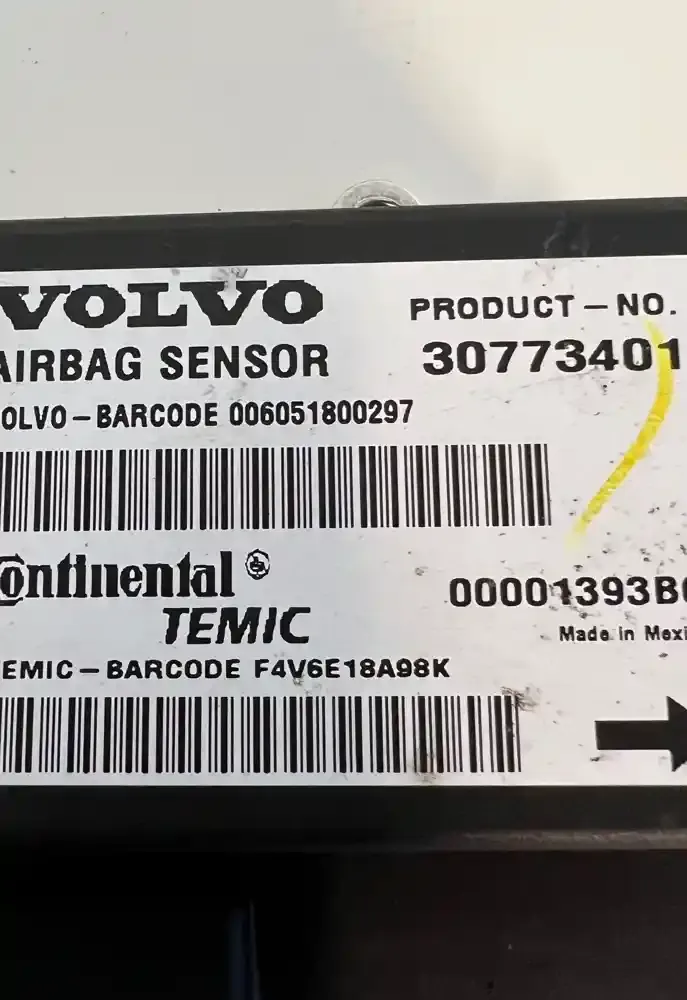 VOLVO
AIRBAG SENSOR
PRODUCT – NO.
30773401
OLVO – BARCODE 006051800297
Continental ®
TEMIC
00001393B
Made in Mexi
EMIC – BARCODE F4V6E18A98K